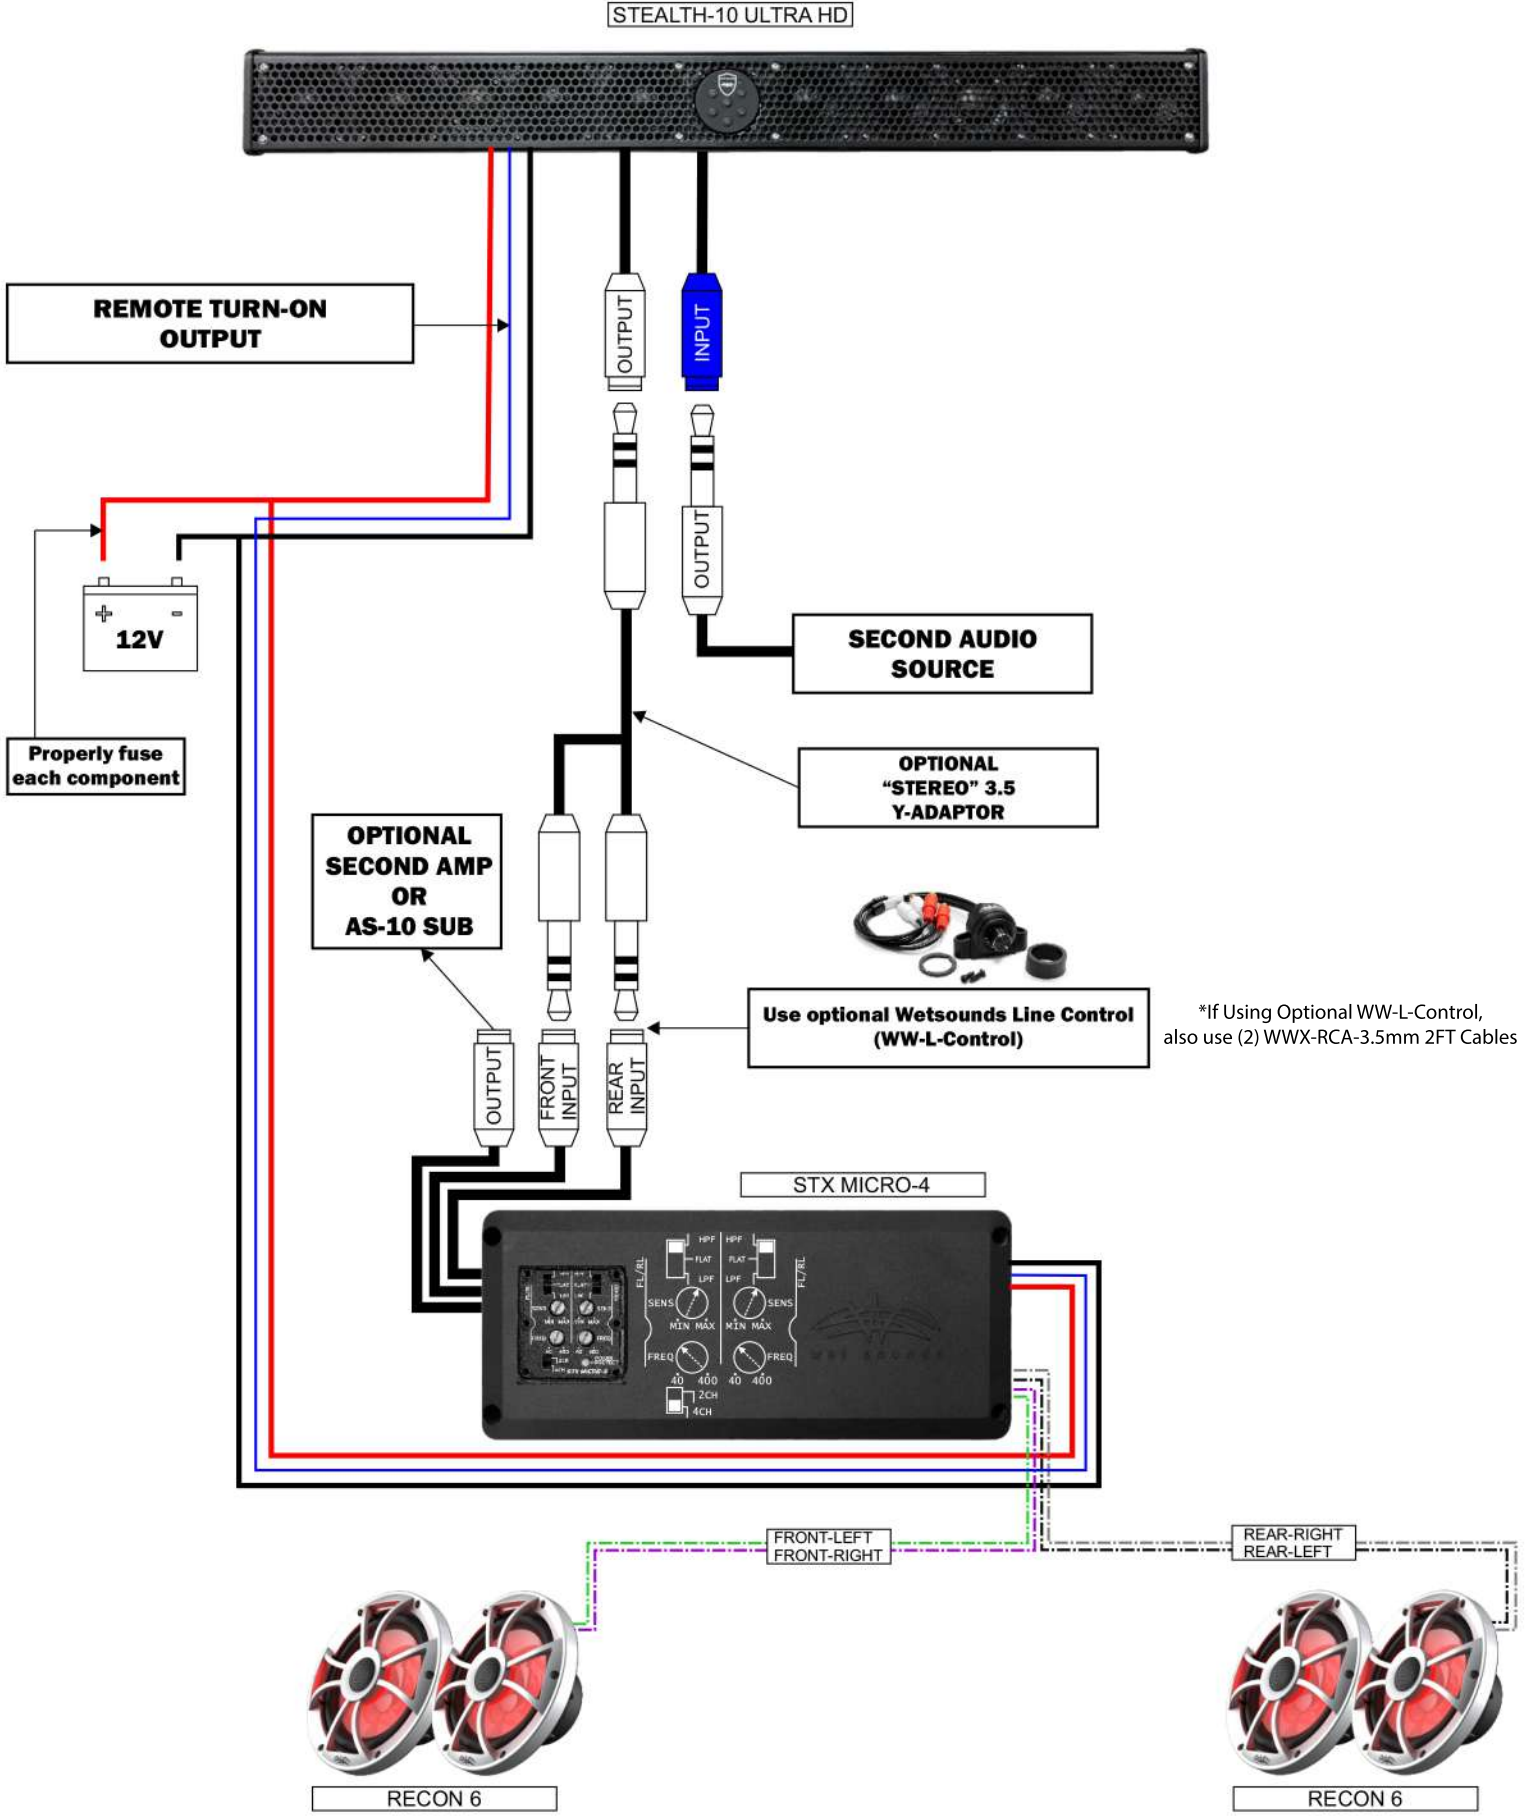 STEALTH-10 ULTRA HD
REMOTE TURN-ON
OUTPUT
OUTPUT
INPUT
OUTPUT
+ -
12V
SECOND AUDIO
SOURCE
Properly fuse
each component
OPTIONAL
“STEREO” 3.5
Y-ADAPTOR
OPTIONAL
SECOND AMP
OR
AS-10 SUB
Use optional Wetsounds Line Control
(WW-L-Control)
*If Using Optional WW-L-Control,
also use (2) WWX-RCA-3.5mm 2FT Cables
OUTPUT
FRONT
INPUT
REAR
INPUT
STX MICRO-4
HPF HPF
FLAT FLAT
LPF LPF
FL/RL FL/RL
SENS SENS
MIN MAX MIN MAX
FREQ FREQ
40 400 40 400
2CH
4CH
WET SOUNDS
FRONT-LEFT
FRONT-RIGHT
REAR-RIGHT
REAR-LEFT
RECON 6
RECON 6